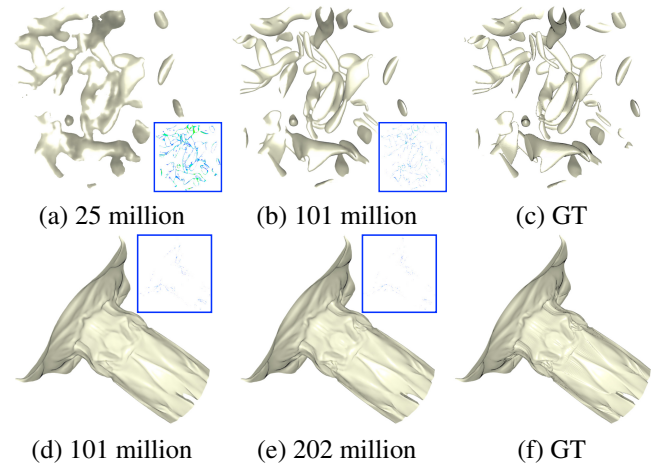 (a) 25 million
(b) 101 million
(c) GT
(d) 101 million
(e) 202 million
(f) GT